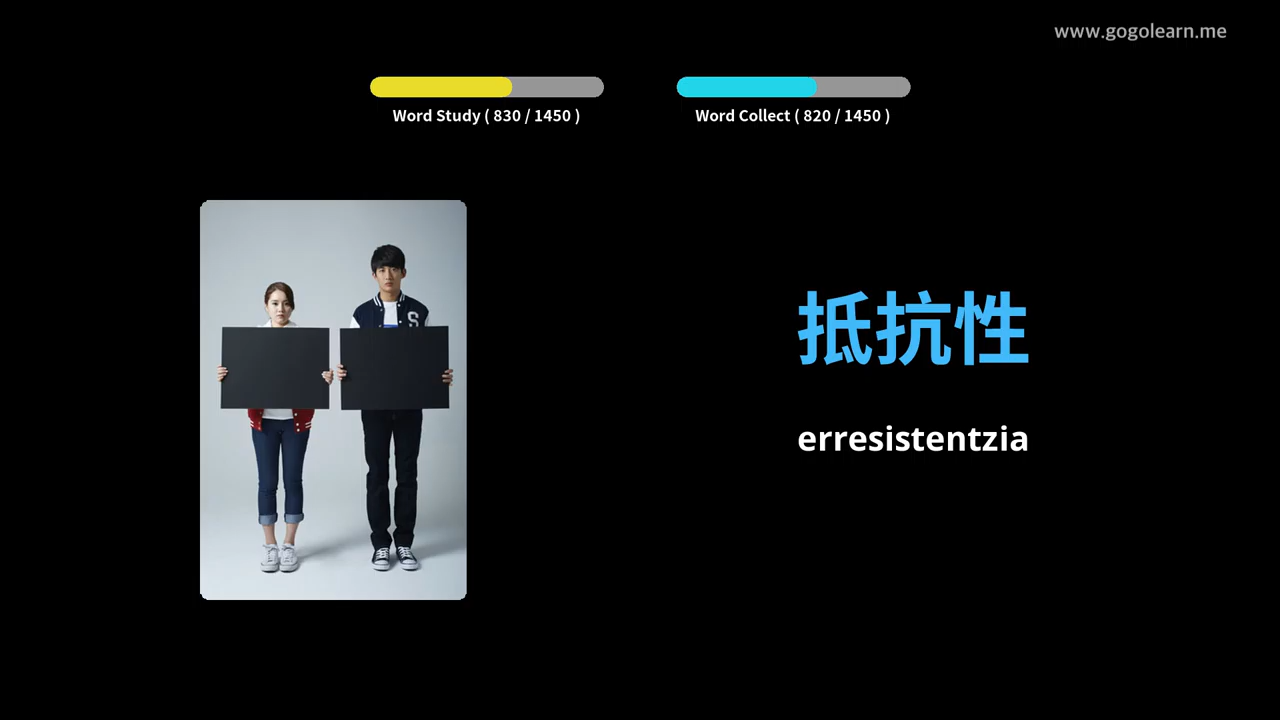 www.gogolearn.me
Word Study ( 830 / 1450 )
Word Collect ( 820 / 1450 )
S
抵抗性
erresistentzia